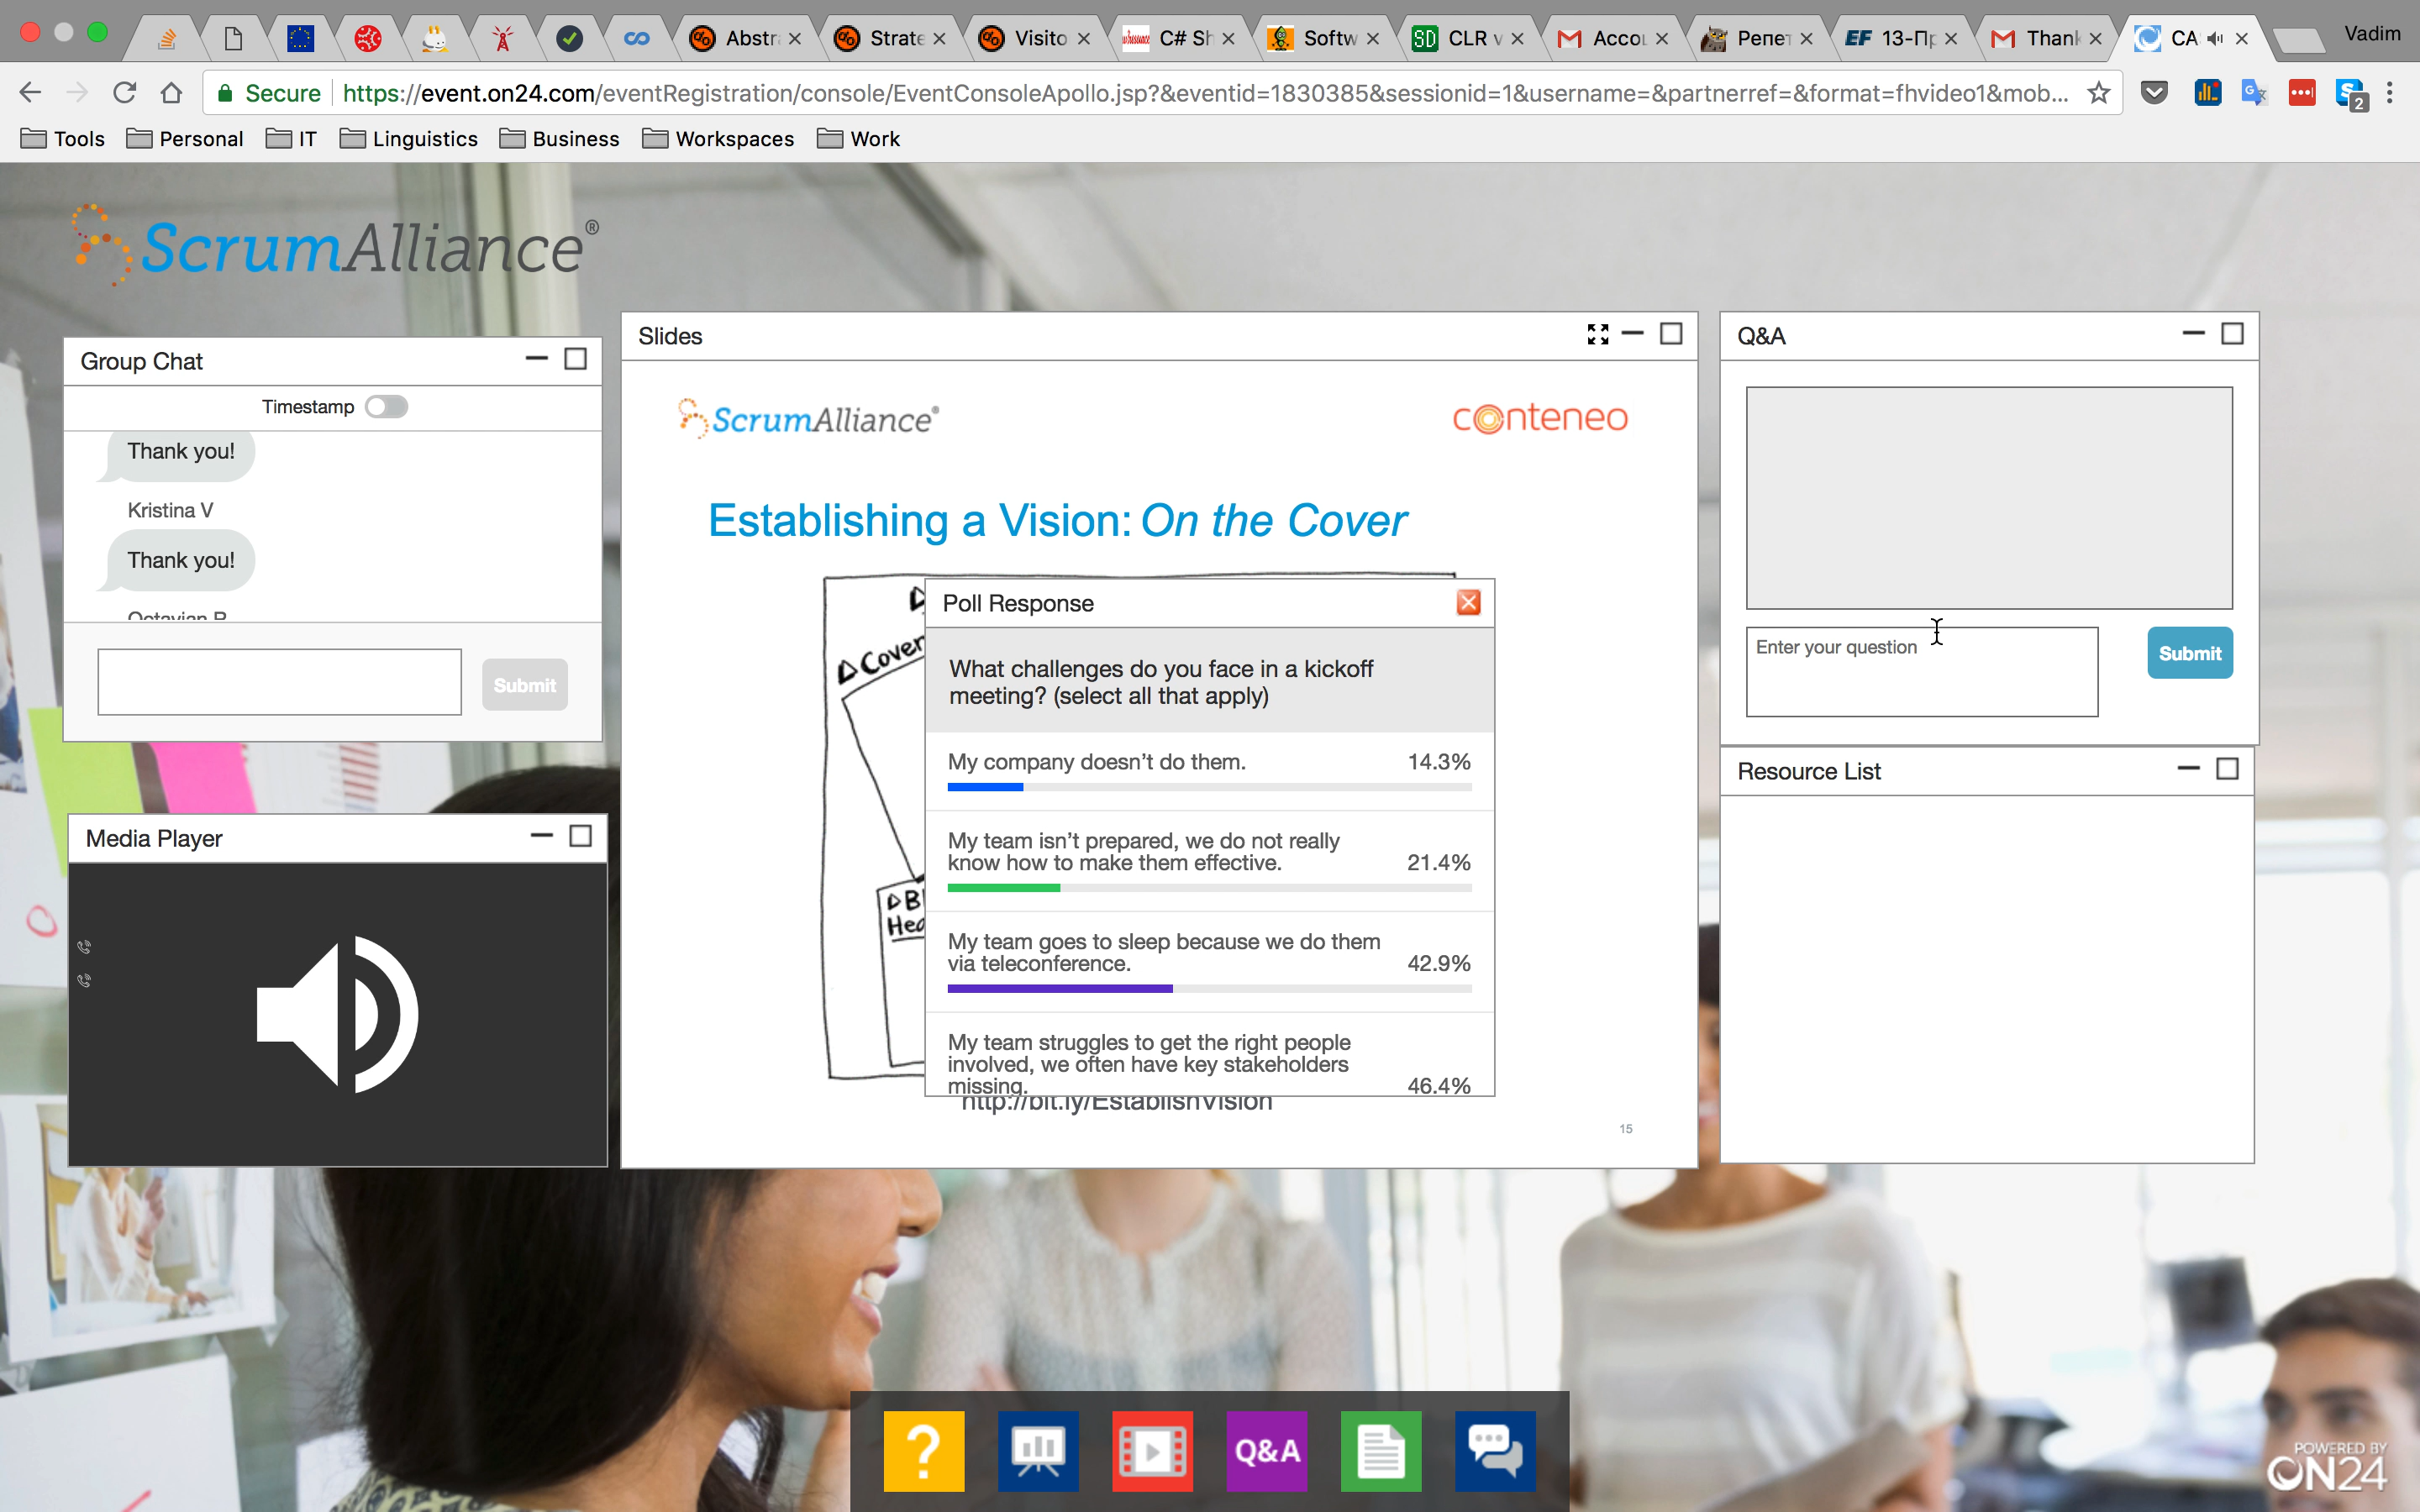 Abstr
Strate
Visito
C# Sh
Softw
SD
CLR v
Accou
Репет
EF
13-Пр
Thank
CA
Vadim
Secure
https://event.on24.com/eventRegistration/console/EventConsoleApollo.jsp?&eventid=1830385&sessionid=1&username=&partnerref=&format=fhvideo1&mob...
2
Tools
Personal
IT
Linguistics
Business
Workspaces
Work
ScrumAlliance®
Group Chat
Timestamp
Thank you!
Kristina V
Thank you!
Octavian R
Submit
Media Player
Slides
ScrumAlliance®
conteneo
Establishing a Vision: On the Cover
Cover
Poll Response
What challenges do you face in a kickoff
meeting? (select all that apply)
My company doesn't do them.
14.3%
My team isn't prepared, we do not really
know how to make them effective.
21.4%
My team goes to sleep because we do them
via teleconference.
42.9%
My team struggles to get the right people
involved, we often have key stakeholders
missing.
46.4%
http://bit.ly/EstablishVision
15
Q&A
Enter your question
Submit
Resource List
?
Q&A
POWERED BY
ON24